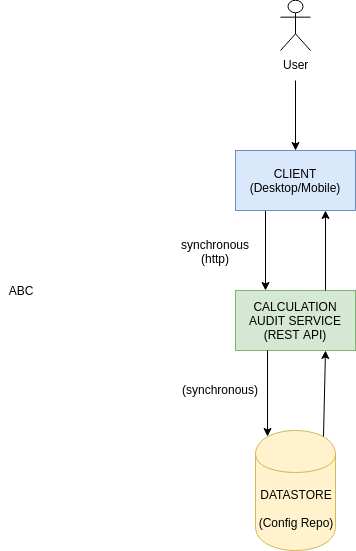 User
CLIENT
(Desktop/Mobile)
synchronous
(http)
ABC
CALCULATION
AUDIT SERVICE
(REST API)
(synchronous)
DATASTORE
(Config Repo)